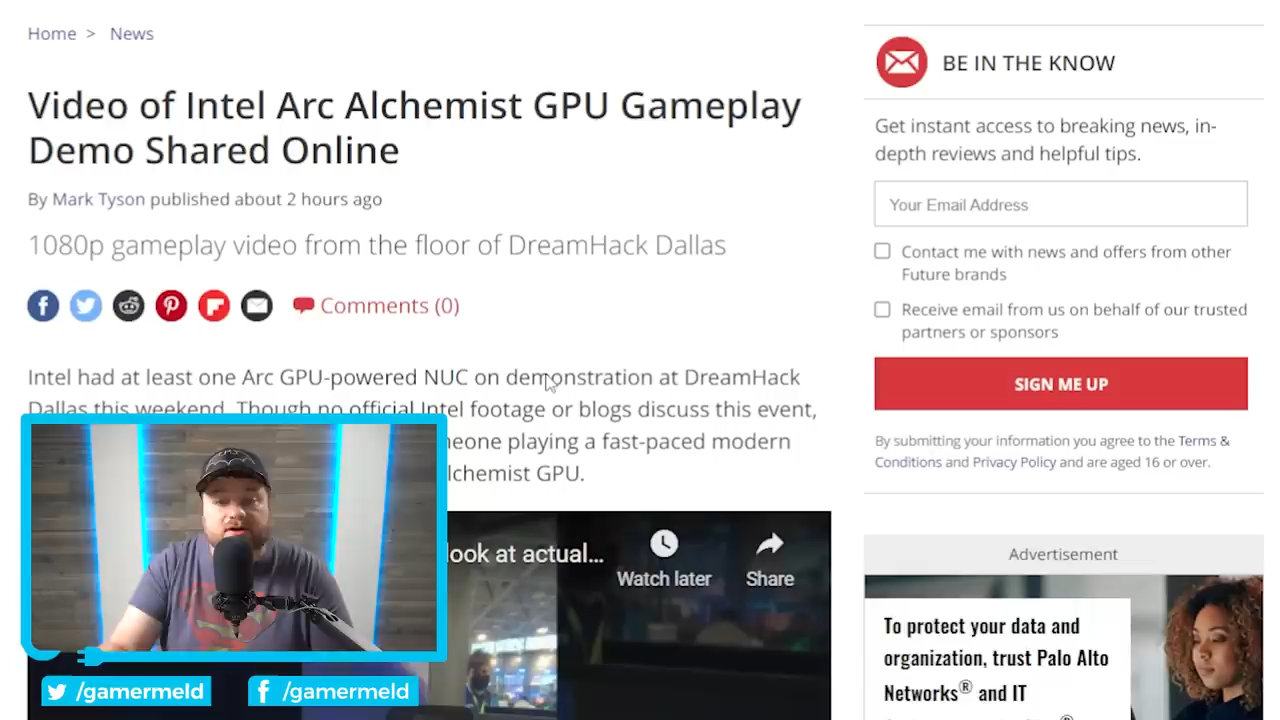 Home > News
Video of Intel Arc Alchemist GPU Gameplay
Demo Shared Online
By Mark Tyson published about 2 hours ago
1080p gameplay video from the floor of DreamHack Dallas
Comments (0)
Intel had at least one Arc GPU-powered NUC on demonstration at DreamHack
Dallas this weekend. Though no official Intel footage or blogs discuss this event,
meone playing a fast-paced modern
lchemist GPU.
look at actual...
Watch later
Share
/gamermeld
/gamermeld
BE IN THE KNOW
Get instant access to breaking news, in-
depth reviews and helpful tips.
Your Email Address
Contact me with news and offers from other
Future brands
Receive email from us on behalf of our trusted
partners or sponsors
SIGN ME UP
By submitting your information you agree to the Terms &
Conditions and Privacy Policy and are aged 16 or over.
Advertisement
To protect your data and
organization, trust Palo Alto
Networks® and IT